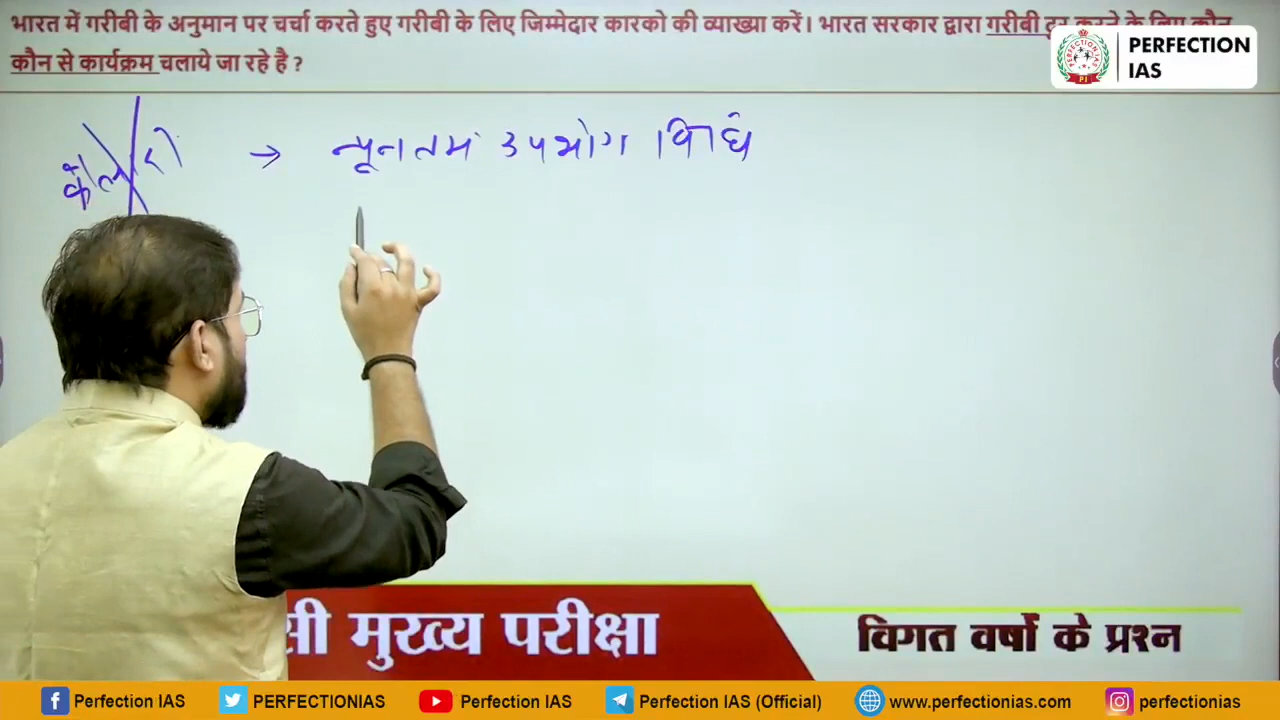 भारत में गरीबी के अनुमान पर चर्चा करते हुए गरीबी के लिए जिम्मेदार कारको की व्याख्या करें। भारत सरकार द्वारा गरीबी दूर करने के लिए कौन
कौन से कार्यक्रम चलाये जा रहे है ?
PERFECTION
IAS
PI
कैलोरी → न्यूनतम उपभोग विधि
सी मुख्य परीक्षा
विगत वर्षो के प्रश्न
Perfection IAS PERFECTIONIAS Perfection IAS Perfection IAS (Official) www.perfectionias.com perfectionias